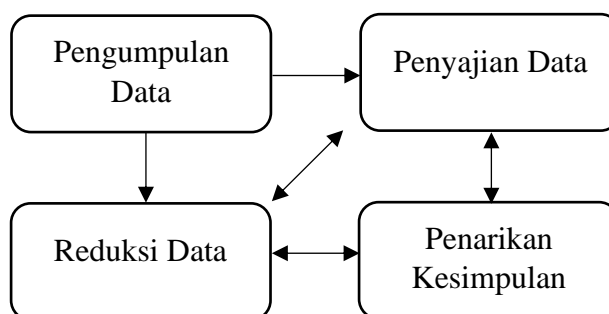 Pengumpulan
Data
Penyajian Data
Reduksi Data
Penarikan
Kesimpulan